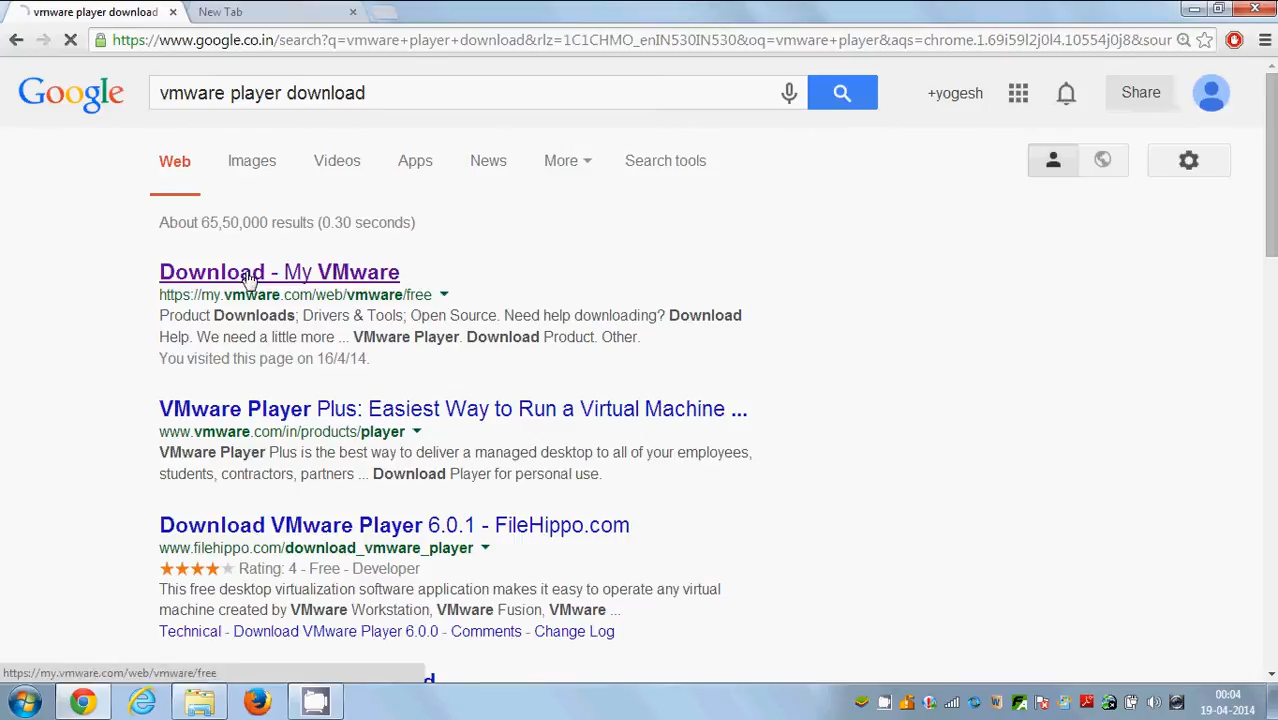 vmware player download
New Tab
https://www.google.co.in/search?q=vmware+player+download&rlz=1C1CHMO_enIN530IN530&oq=vmware+player&aqs=chrome.1.69i59l2j0l4.10554j0j8&sour
Google
vmware player download
+yogesh
Share
Web
Images
Videos
Apps
News
More
Search tools
About 65,50,000 results (0.30 seconds)
Download - My VMware
https://my.vmware.com/web/vmware/free
Product Downloads; Drivers & Tools; Open Source. Need help downloading? Download
Help. We need a little more ... VMware Player. Download Product. Other.
You visited this page on 16/4/14.
VMware Player Plus: Easiest Way to Run a Virtual Machine ...
www.vmware.com/in/products/player
VMware Player Plus is the best way to deliver a managed desktop to all of your employees,
students, contractors, partners ... Download Player for personal use.
Download VMware Player 6.0.1 - FileHippo.com
www.filehippo.com/download_vmware_player
Rating: 4 - Free - Developer
This free desktop virtualization software application makes it easy to operate any virtual
machine created by VMware Workstation, VMware Fusion, VMware ...
Technical - Download VMware Player 6.0.0 - Comments - Change Log
https://my.vmware.com/web/vmware/free
00:04
19-04-2014